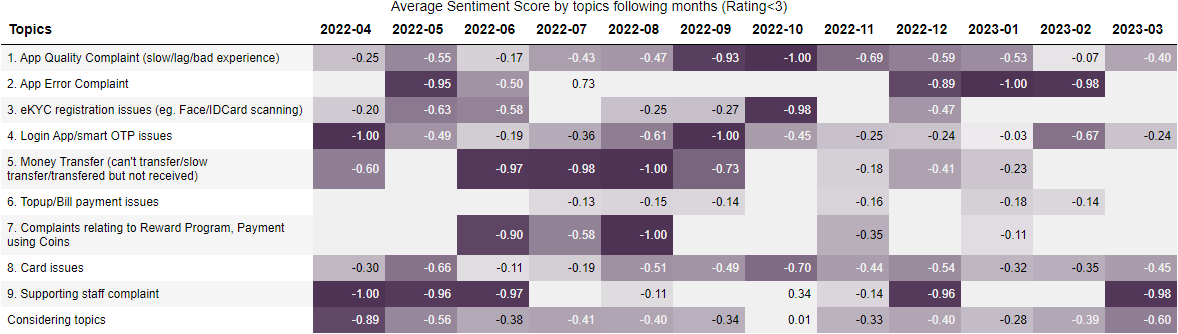 Average Sentiment Score by topics following months (Rating<3)
Topics 2022-04 2022-05 2022-06 2022-07 2022-08 2022-09 2022-10 2022-11 2022-12 2023-01 2023-02 2023-03
1. App Quality Complaint (slow/lag/bad experience) -0.25 -0.55 -0.17 -0.43 -0.47 -0.93 -1.00 -0.69 -0.59 -0.53 -0.07 -0.40
2. App Error Complaint -0.95 -0.50 0.73 -0.89 -1.00 -0.98
3. eKYC registration issues (eg. Face/IDCard scanning) -0.20 -0.63 -0.58 -0.25 -0.27 -0.98 -0.47
4. Login App/smart OTP issues -1.00 -0.49 -0.19 -0.36 -0.61 -1.00 -0.45 -0.25 -0.24 -0.03 -0.67 -0.24
5. Money Transfer (can't transfer/slow
transfer/transfered but not received) -0.60 -0.97 -0.98 -1.00 -0.73 -0.18 -0.41 -0.23
6. Topup/Bill payment issues -0.13 -0.15 -0.14 -0.16 -0.18 -0.14
7. Complaints relating to Reward Program, Payment
using Coins -0.90 -0.58 -1.00 -0.35 -0.11
8. Card issues -0.30 -0.66 -0.11 -0.19 -0.51 -0.49 -0.70 -0.44 -0.54 -0.32 -0.35 -0.45
9. Supporting staff complaint -1.00 -0.96 -0.97 -0.11 0.34 -0.14 -0.96 -0.98
Considering topics -0.89 -0.56 -0.38 -0.41 -0.40 -0.34 0.01 -0.33 -0.40 -0.28 -0.39 -0.60